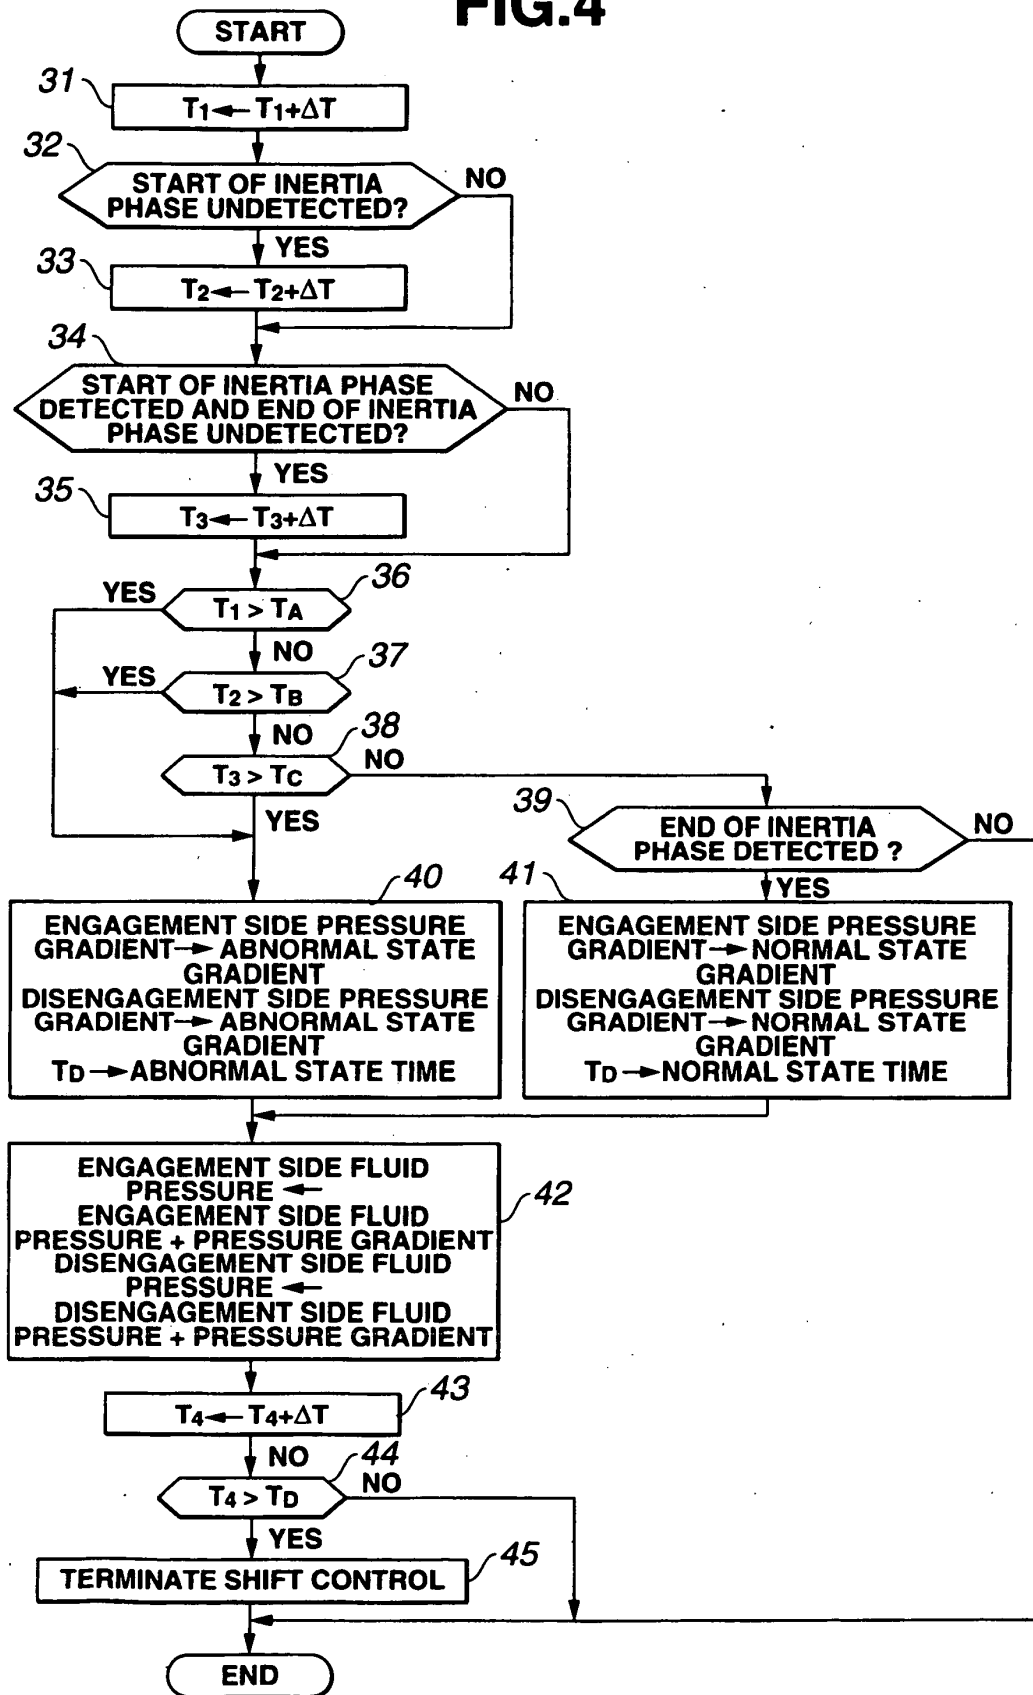 FIG.4
START
31
T1←T1+ΔT
32
START OF INERTIA
PHASE UNDETECTED?
NO
YES
33
T2←T2+ΔT
34
START OF INERTIA PHASE
DETECTED AND END OF INERTIA
PHASE UNDETECTED?
NO
YES
35
T3←T3+ΔT
36
YES
T1 > TA
NO
37
YES
T2 > TB
NO
38
T3 > TC
NO
YES
39
END OF INERTIA
PHASE DETECTED ?
NO
YES
40
ENGAGEMENT SIDE PRESSURE
GRADIENT→ABNORMAL STATE
GRADIENT
DISENGAGEMENT SIDE PRESSURE
GRADIENT→ABNORMAL STATE
GRADIENT
TD→ABNORMAL STATE TIME
41
ENGAGEMENT SIDE PRESSURE
GRADIENT→NORMAL STATE
GRADIENT
DISENGAGEMENT SIDE PRESSURE
GRADIENT→NORMAL STATE
GRADIENT
TD→NORMAL STATE TIME
42
ENGAGEMENT SIDE FLUID
PRESSURE ←
ENGAGEMENT SIDE FLUID
PRESSURE + PRESSURE GRADIENT
DISENGAGEMENT SIDE FLUID
PRESSURE ←
DISENGAGEMENT SIDE FLUID
PRESSURE + PRESSURE GRADIENT
43
T4←T4+ΔT
NO
44
T4 > TD
NO
YES
45
TERMINATE SHIFT CONTROL
END